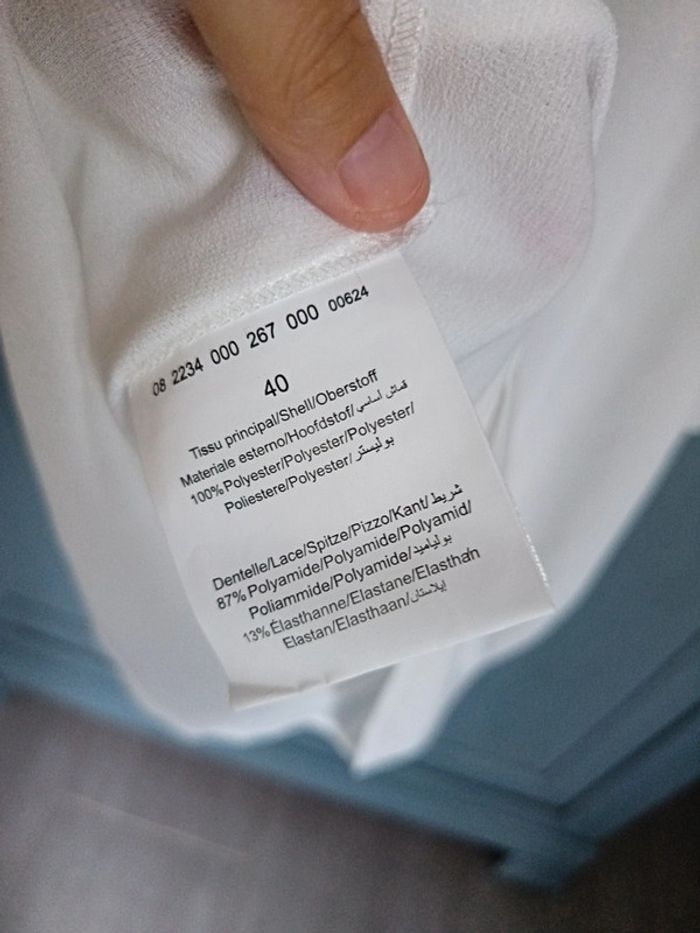 08 2234 000 267 000 00624
40
Tissu principal/Shell/Oberstoff
Materiale esterno/Hoofdstof/قماش أساسي
100% Polyester/Polyester/Polyester/
Poliestere/Polyester/بوليستر
Dentelle/Lace/Spitze/Pizzo/Kant/شريط
87% Polyamide/Polyamide/Polyamid/
Poliammide/Polyamide/بولياميد
13% Élasthanne/Elastane/Elasthan
Elastan/Elasthaan/إيلاستان